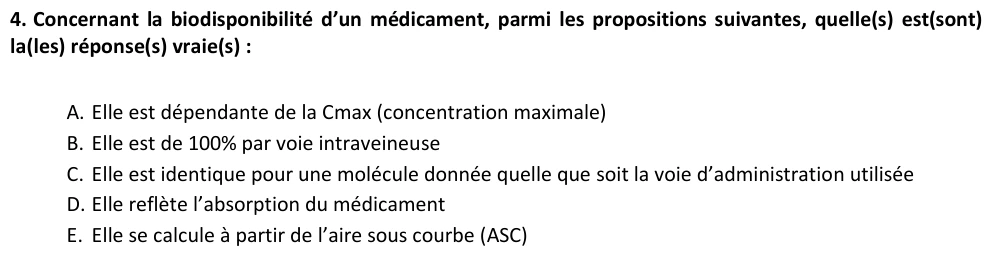 4. Concernant la biodisponibilité d’un médicament, parmi les propositions suivantes, quelle(s) est(sont)
la(les) réponse(s) vraie(s) :
A. Elle est dépendante de la Cmax (concentration maximale)
B. Elle est de 100% par voie intraveineuse
C. Elle est identique pour une molécule donnée quelle que soit la voie d’administration utilisée
D. Elle reflète l’absorption du médicament
E. Elle se calcule à partir de l’aire sous courbe (ASC)